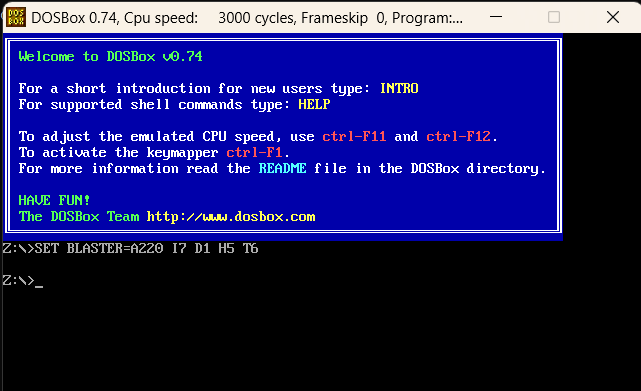 DOS
BOX
DOSBox 0.74, Cpu speed:     3000 cycles, Frameskip  0, Program:...
Welcome to DOSBox v0.74
For a short introduction for new users type: INTRO
For supported shell commands type: HELP
To adjust the emulated CPU speed, use ctrl-F11 and ctrl-F12.
To activate the keymapper ctrl-F1.
For more information read the README file in the DOSBox directory.
HAVE FUN!
The DOSBox Team http://www.dosbox.com
Z:\>SET BLASTER=A220 I7 D1 H5 T6
Z:\>_